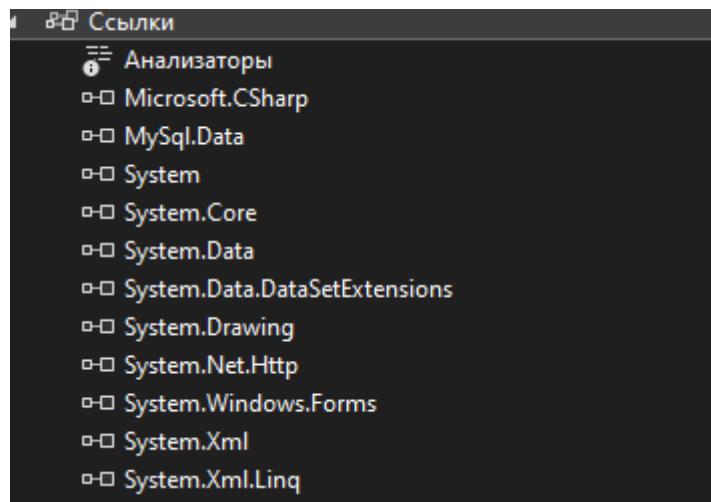 Ссылки
Анализаторы
Microsoft.CSharp
MySql.Data
System
System.Core
System.Data
System.Data.DataSetExtensions
System.Drawing
System.Net.Http
System.Windows.Forms
System.Xml
System.Xml.Linq